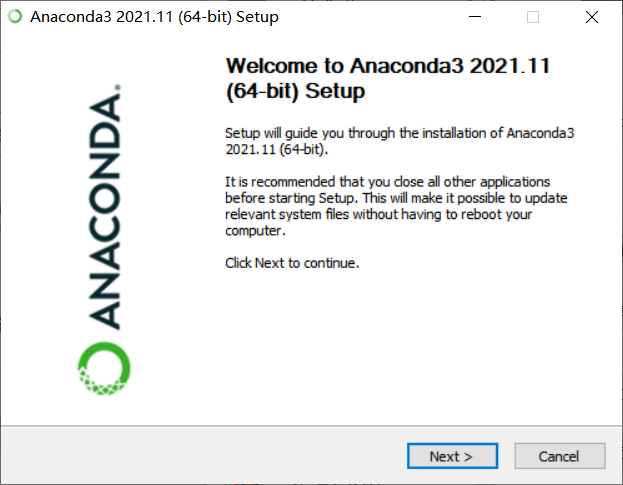 Anaconda3 2021.11 (64-bit) Setup
Welcome to Anaconda3 2021.11
(64-bit) Setup
Setup will guide you through the installation of Anaconda3
2021.11 (64-bit).
It is recommended that you close all other applications
before starting Setup. This will make it possible to update
relevant system files without having to reboot your
computer.
Click Next to continue.
ANACONDA.
Next >
Cancel